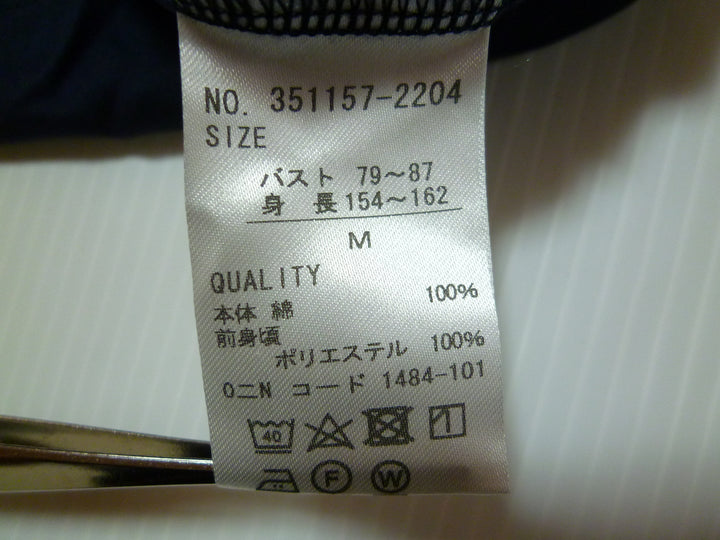 NO. 351157-2204
SIZE
バスト 79〜87
身 長 154〜162
M
QUALITY
本体 綿 100%
前身頃
ポリエステル 100%
0ニN コード 1484-101
40
F W